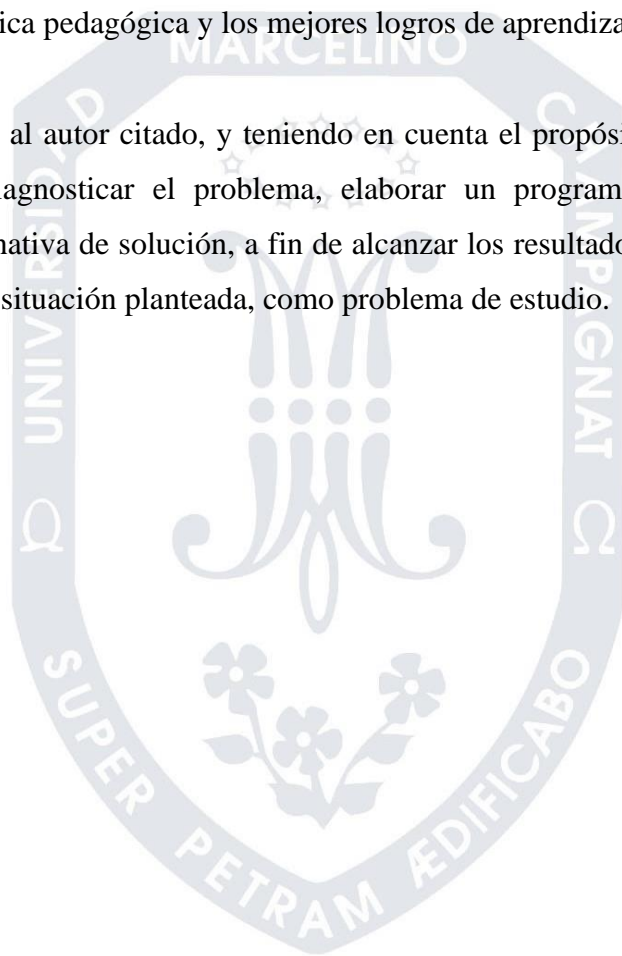 ica pedagógica y los mejores logros de aprendiza
al autor citado, y teniendo en cuenta el propósi
agnosticar el problema, elaborar un program
nativa de solución, a fin de alcanzar los resultado
situación planteada, como problema de estudio.
UNIVERSIDAD MARCELINO CHAMPAGNAT
SUPER PETRAM ÆDIFICABO